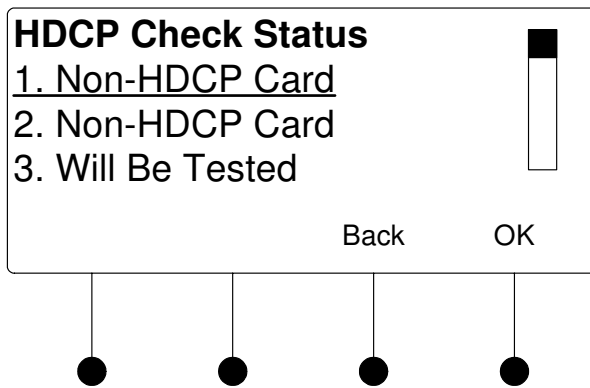 HDCP Check Status
1. Non-HDCP Card
2. Non-HDCP Card
3. Will Be Tested
Back OK